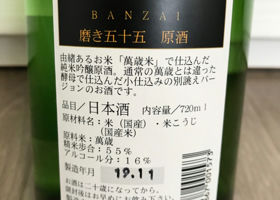 BANZAI
磨き五十五　原酒
由緒あるお米「萬歳米」で仕込んだ
純米吟醸原酒。通常の萬歳とは違った
酵母で仕込んだ小仕込みの別誂えバー
ジョンのお酒です。
品目／日本酒　内容量／720ml
原材料名：米（国産）・米こうじ
（国産米）
原料米：萬歳
精米歩合：55％
アルコール分：16％
製造年月
19.11
お酒は二十歳になってから。